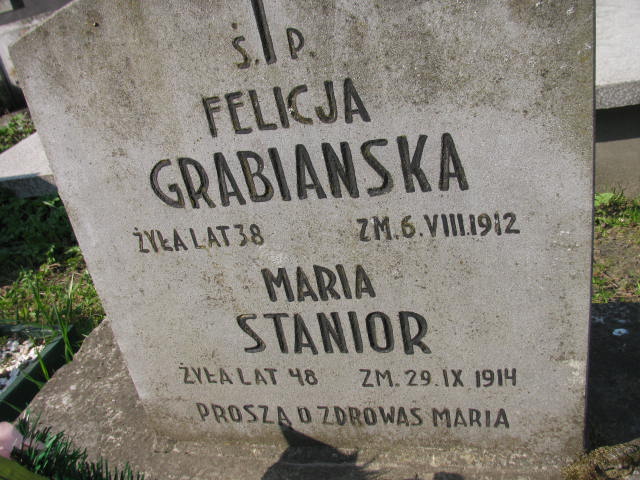 Ś. P.
FELICJA
GRABIAŃSKA
ŻYŁA LAT 38 ZM. 6. VIII. 1912
MARIA
STANIOR
ŻYŁA LAT 48 ZM. 29. IX 1914
PROSZĄ O ZDROWAŚ MARIA